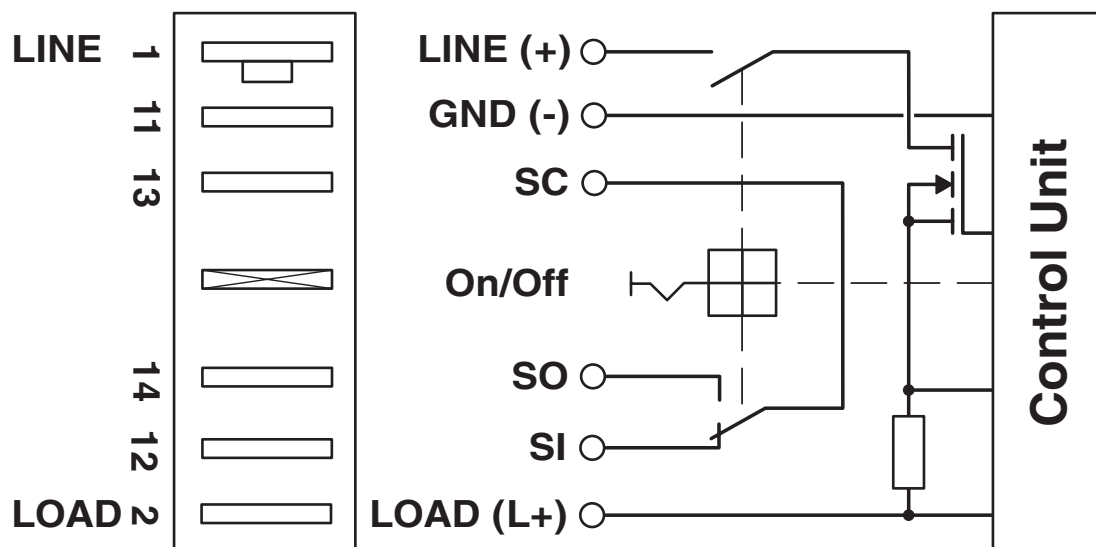 LINE 1 LINE (+)
11 GND (-)
13 SC
On/Off
14 SO
12 SI
LOAD 2 LOAD (L+)
Control Unit